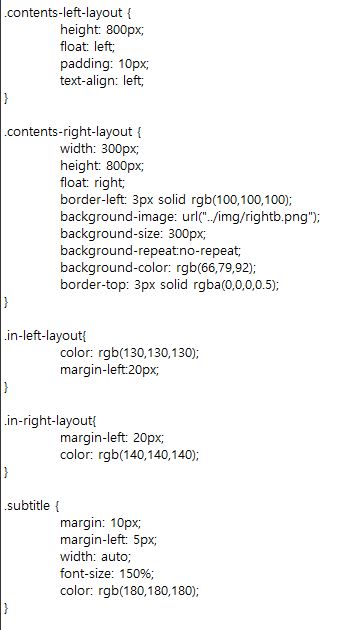 .contents-left-layout {
height: 800px;
float: left;
padding: 10px;
text-align: left;
}
.contents-right-layout {
width: 300px;
height: 800px;
float: right;
border-left: 3px solid rgb(100,100,100);
background-image: url("../img/rightb.png");
background-size: 300px;
background-repeat:no-repeat;
background-color: rgb(66,79,92);
border-top: 3px solid rgba(0,0,0,0.5);
}
.in-left-layout{
color: rgb(130,130,130);
margin-left:20px;
}
.in-right-layout{
margin-left: 20px;
color: rgb(140,140,140);
}
.subtitle {
margin: 10px;
margin-left: 5px;
width: auto;
font-size: 150%;
color: rgb(180,180,180);
}